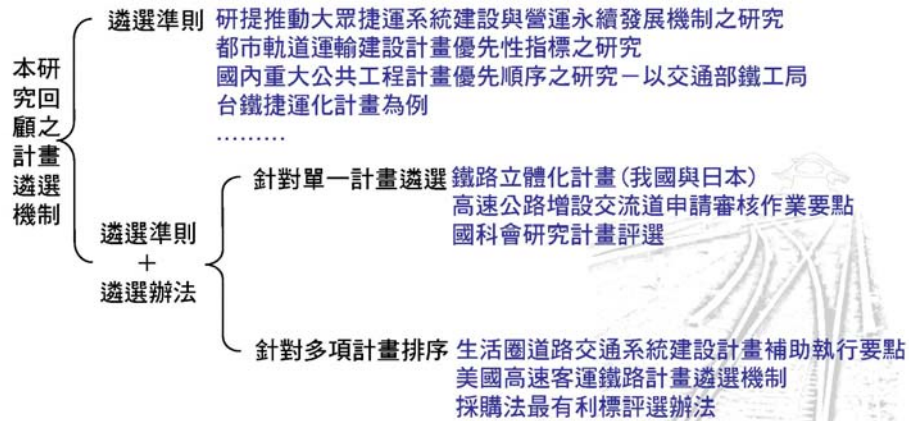 本研究回顧之計畫遴選機制
遴選準則
研提推動大眾捷運系統建設與營運永續發展機制之研究
都市軌道運輸建設計畫優先性指標之研究
國內重大公共工程計畫優先順序之研究－以交通部鐵工局
台鐵捷運化計畫為例
………
遴選準則
＋
遴選辦法
針對單一計畫遴選
鐵路立體化計畫(我國與日本)
高速公路增設交流道申請審核作業要點
國科會研究計畫評選
針對多項計畫排序
生活圈道路交通系統建設計畫補助執行要點
美國高速客運鐵路計畫遴選機制
採購法最有利標評選辦法